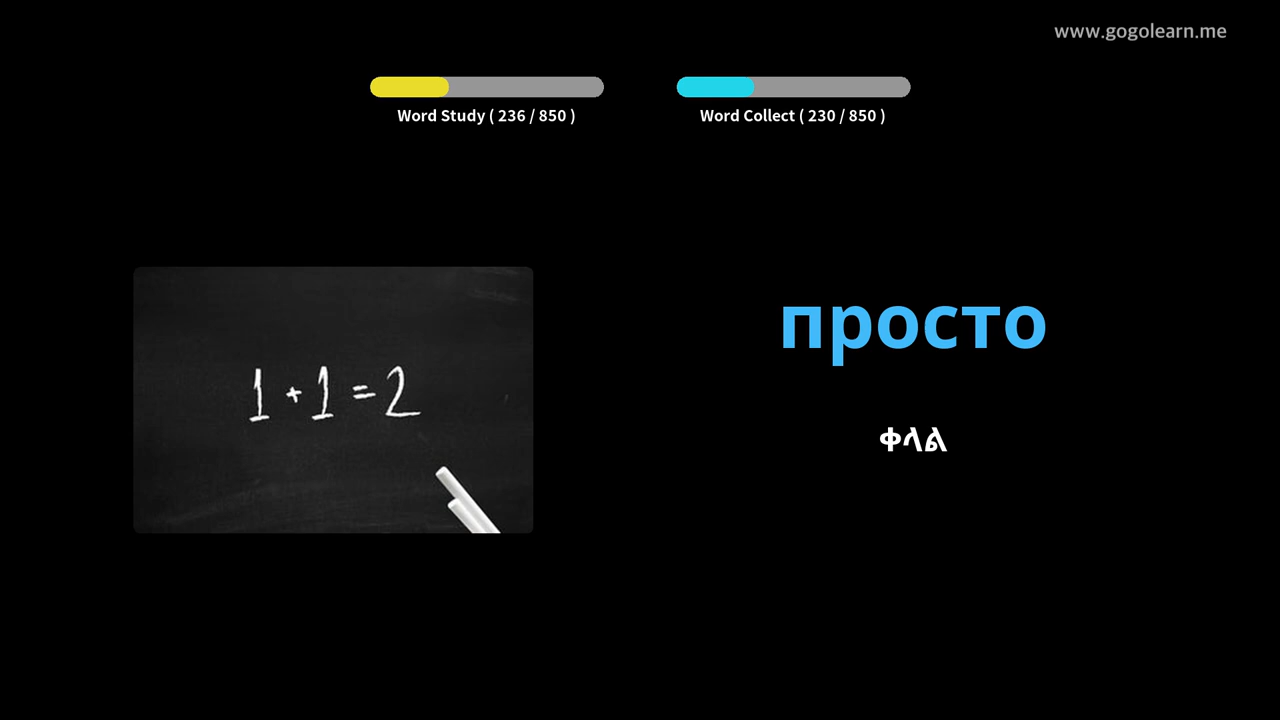 www.gogolearn.me
Word Study ( 236 / 850 )
Word Collect ( 230 / 850 )
1 + 1 = 2
просто
ቀላል